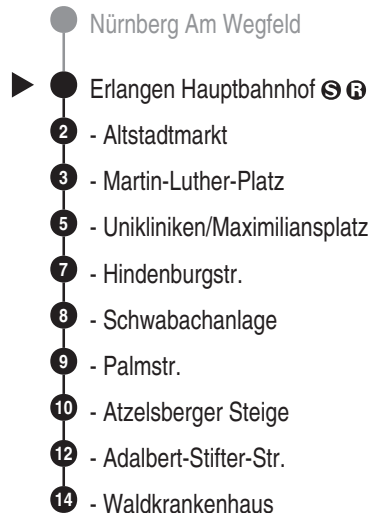 Nürnberg Am Wegfeld
Erlangen Hauptbahnhof S R
2 - Altstadtmarkt
3 - Martin-Luther-Platz
5 - Unikliniken/Maximiliansplatz
7 - Hindenburgstr.
8 - Schwabachanlage
9 - Palmstr.
10 - Atzelsberger Steige
12 - Adalbert-Stifter-Str.
14 - Waldkrankenhaus